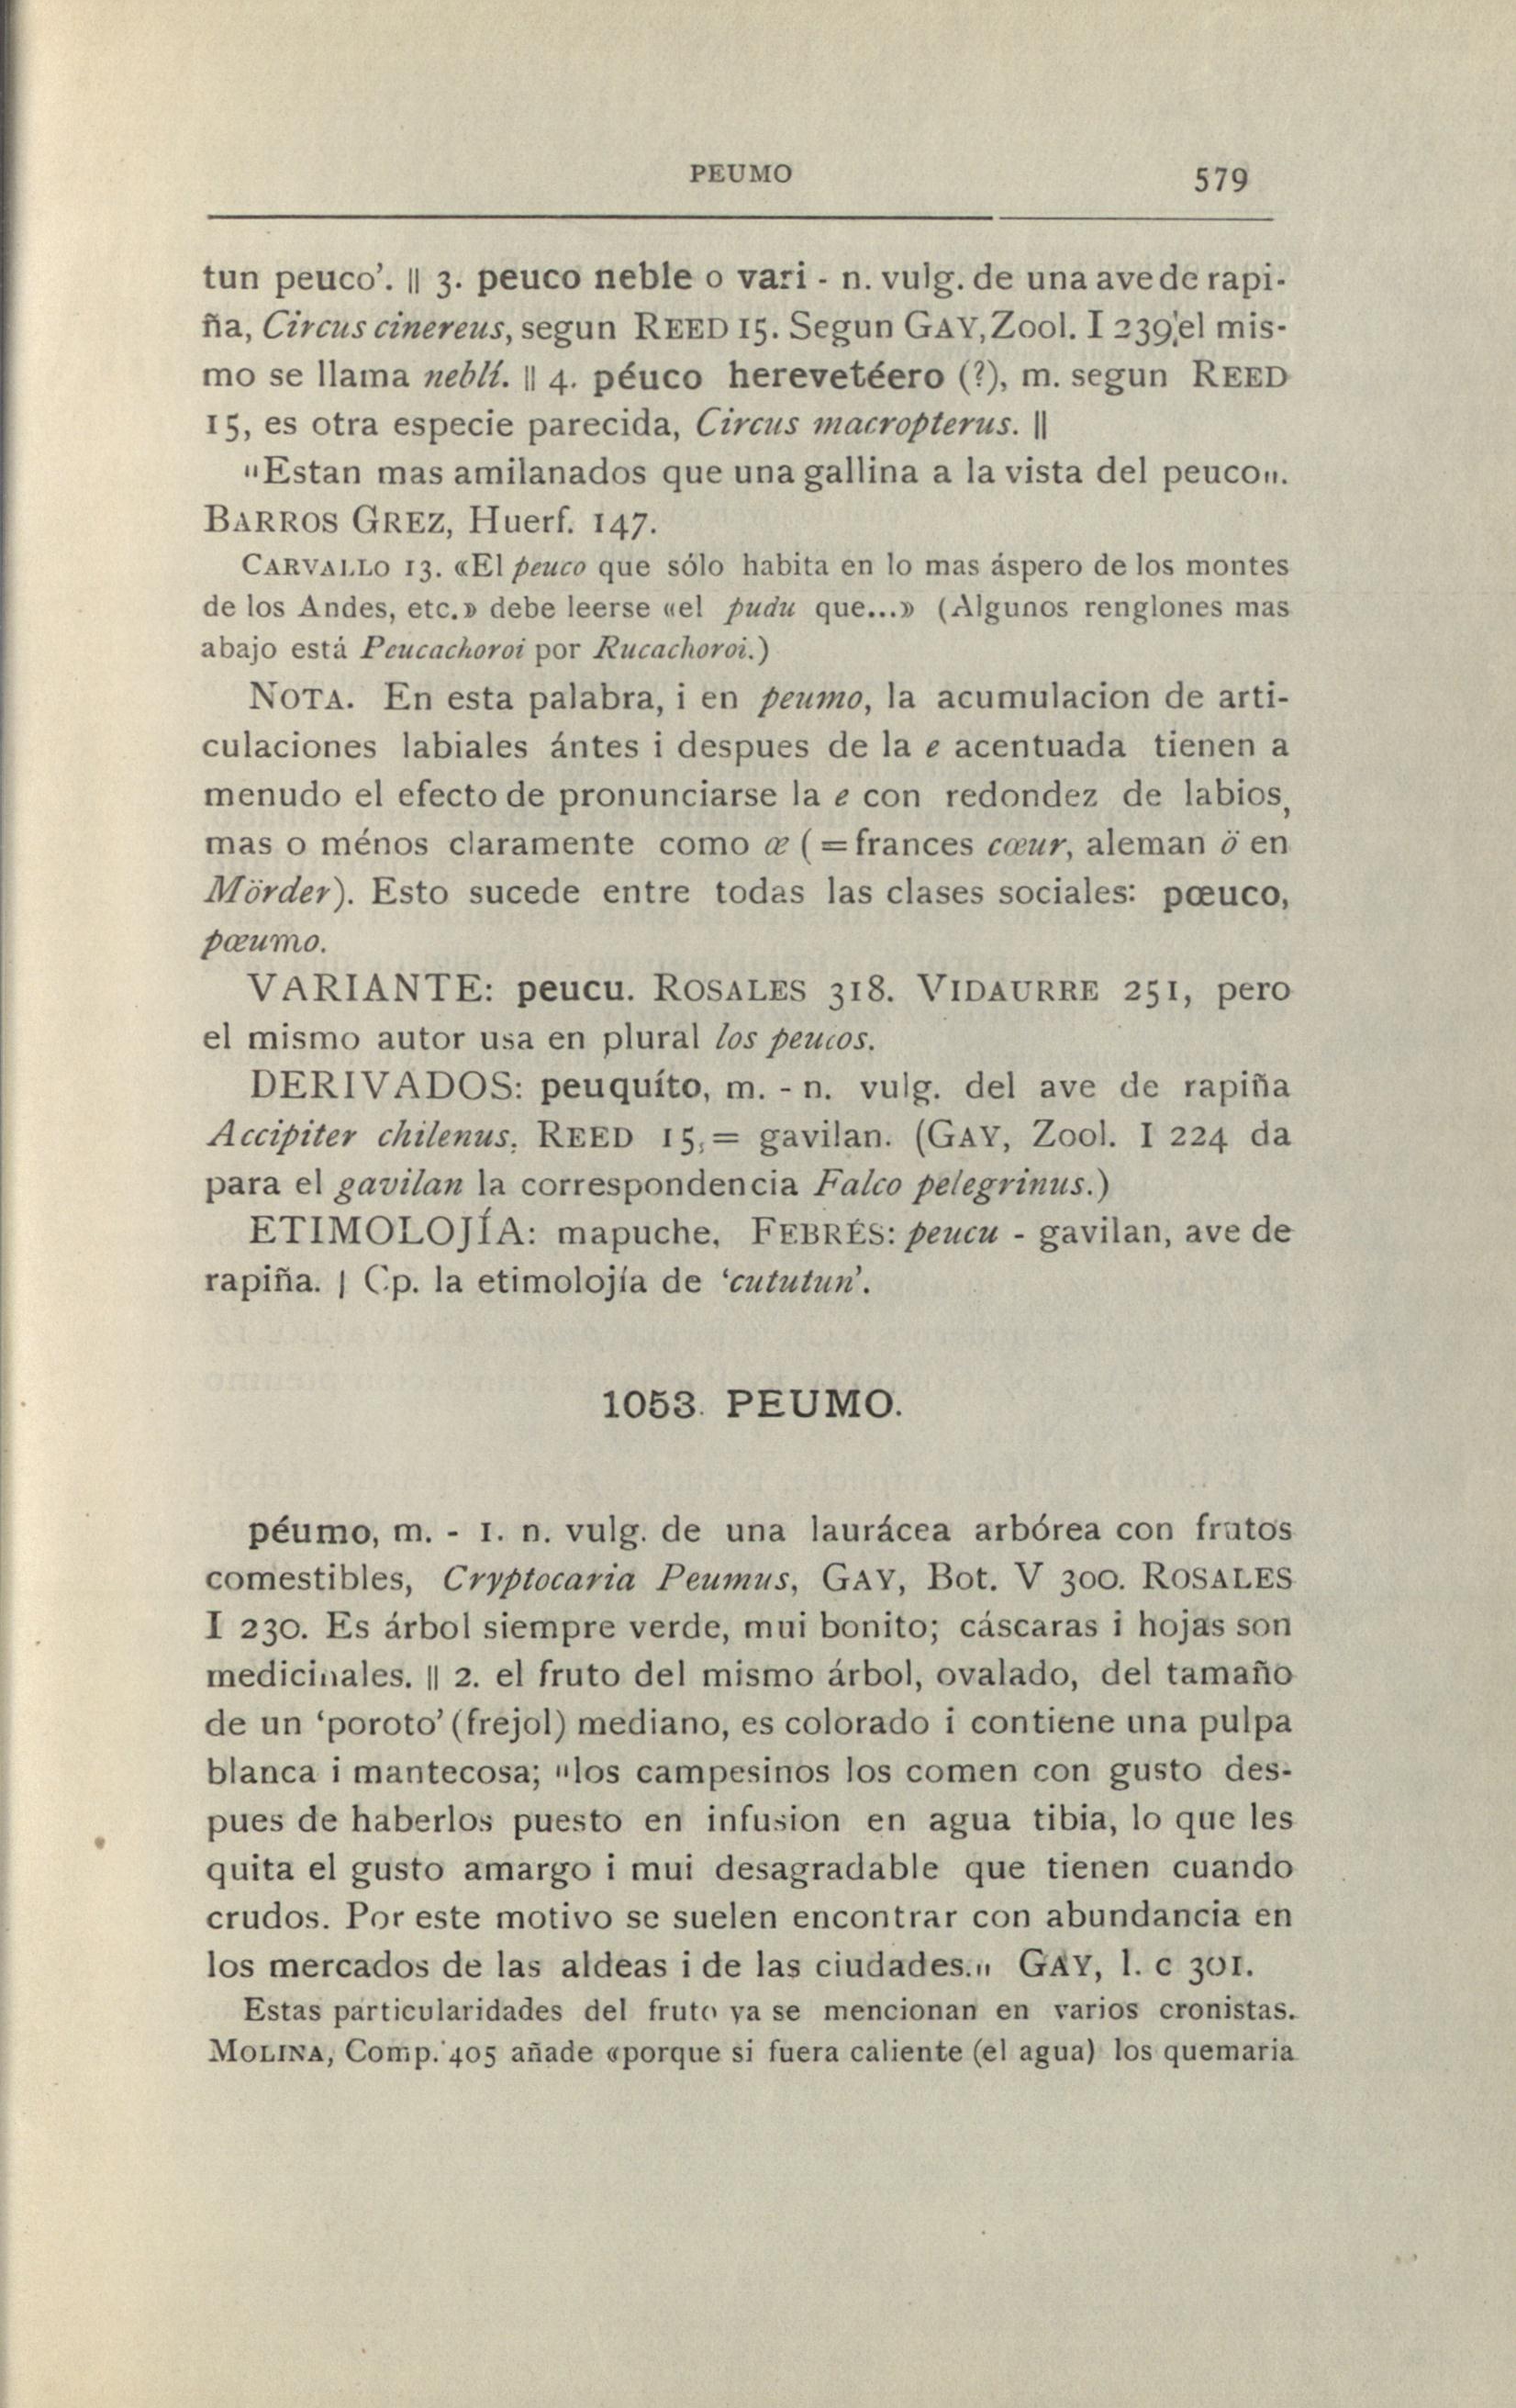 PEUMO 579
tun peuco’. || 3. peuco neble o vari - n. vulg. de una ave de rapi-
ña, Circus cinereus, segun REED 15. Segun GAY, Zool. I 239, el mis-
mo se llama neblí. || 4. péuco herevetéero (?), m. segun REED
15, es otra especie parecida, Circus macropterus. ||
"Estan mas amilanados que una gallina a la vista del peuco".
BARROS GREZ, Huerf. 147.
CARVALLO 13. «El peuco que sólo habita en lo mas áspero de los montes
de los Andes, etc.» debe leerse «el pudu que...» (Algunos renglones mas
abajo está Peucachoroi por Rucachoroi.)
NOTA. En esta palabra, i en peumo, la acumulacion de arti-
culaciones labiales ántes i despues de la e acentuada tienen a
menudo el efecto de pronunciarse la e con redondez de labios,
mas o ménos claramente como œ (=frances cœur, aleman ö en
Mörder). Esto sucede entre todas las clases sociales: pœuco,
pœumo.
VARIANTE: peucu. ROSALES 318. VIDAURRE 251, pero
el mismo autor usa en plural los peucos.
DERIVADOS: peuquíto, m. - n. vulg. del ave de rapiña
Accipiter chilenus. REED 15, = gavilan. (GAY, Zool. I 224 da
para el gavilan la correspondencia Falco pelegrinus.)
ETIMOLOJÍA: mapuche, FEBRÉS: peucu - gavilan, ave de
rapiña. | Cp. la etimolojía de ‘cututun’.
1053. PEUMO.
péumo, m. - 1. n. vulg. de una laurácea arbórea con frutos
comestibles, Cryptocaria Peumus, GAY, Bot. V 300. ROSALES
I 230. Es árbol siempre verde, mui bonito; cáscaras i hojas son
medicinales. || 2. el fruto del mismo árbol, ovalado, del tamaño
de un ‘poroto’ (frejol) mediano, es colorado i contiene una pulpa
blanca i mantecosa; "los campesinos los comen con gusto des-
pues de haberlos puesto en infusion en agua tibia, lo que les
quita el gusto amargo i mui desagradable que tienen cuando
crudos. Por este motivo se suelen encontrar con abundancia en
los mercados de las aldeas i de las ciudades." GAY, l. c 301.
Estas particularidades del fruto ya se mencionan en varios cronistas.
MOLINA, Comp. 405 añade «porque si fuera caliente (el agua) los quemaria